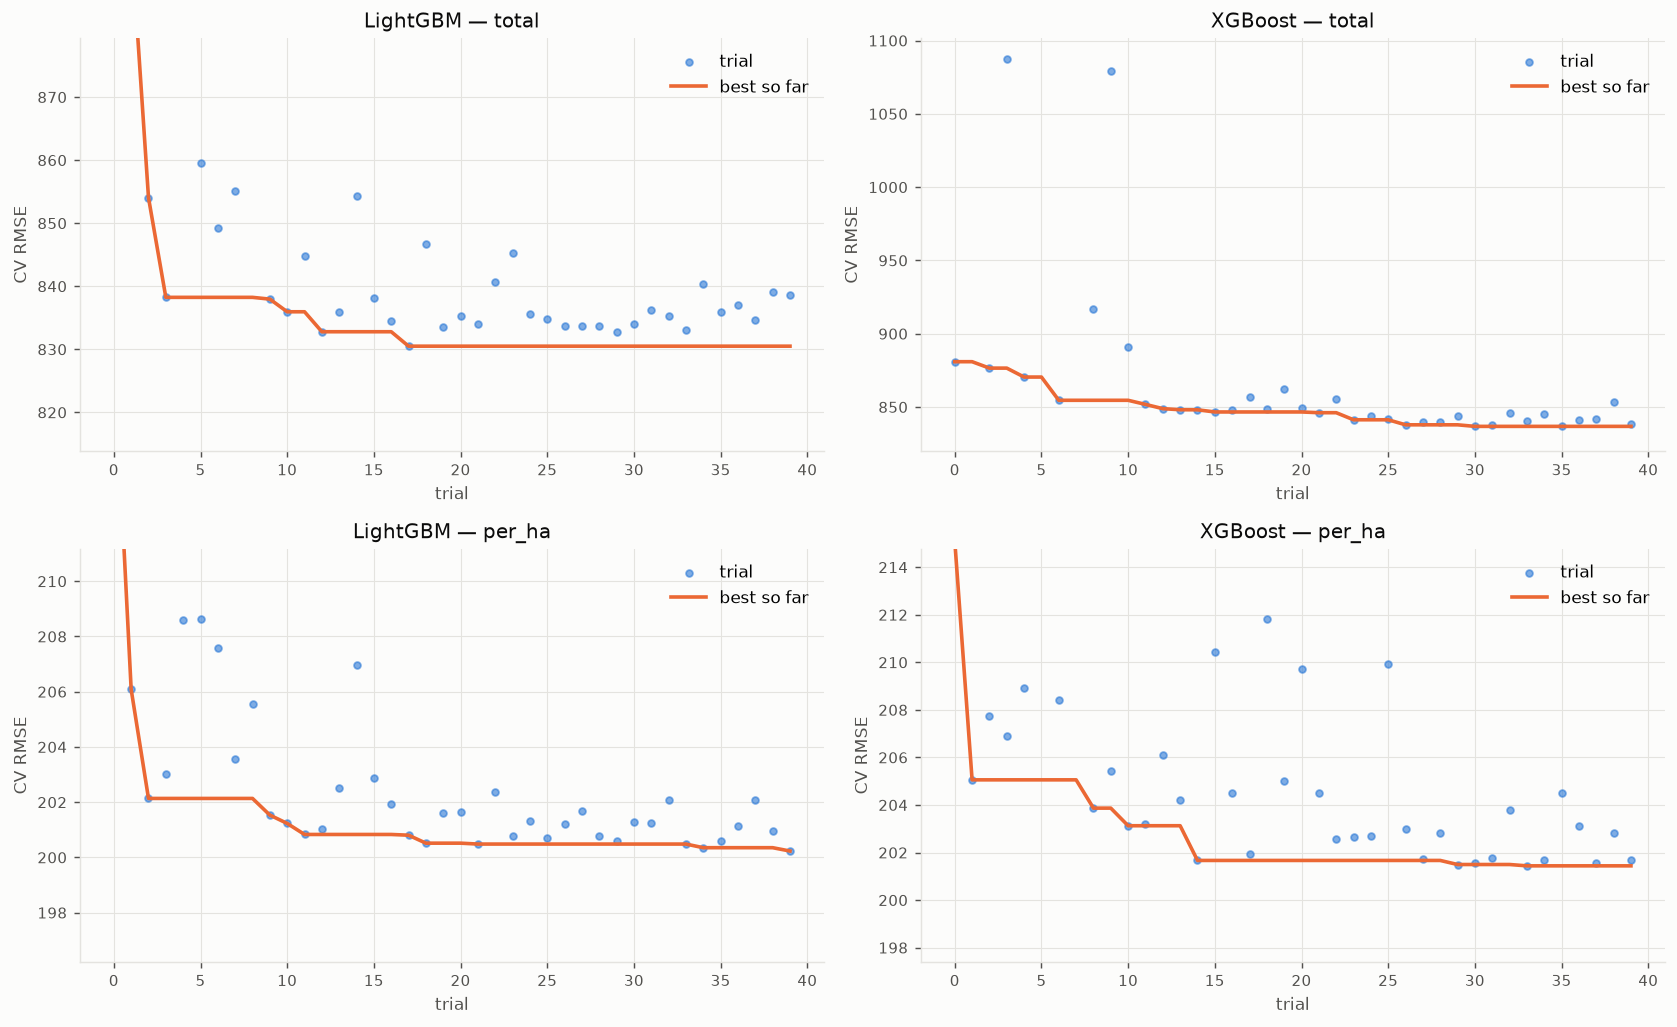 LightGBM — total
trial
best so far
870
860
850
840
830
820
CV RMSE
0 5 10 15 20 25 30 35 40
trial
XGBoost — total
trial
best so far
1100
1050
1000
950
900
850
CV RMSE
0 5 10 15 20 25 30 35 40
trial
LightGBM — per_ha
trial
best so far
210
208
206
204
202
200
198
CV RMSE
0 5 10 15 20 25 30 35 40
trial
XGBoost — per_ha
trial
best so far
214
212
210
208
206
204
202
200
198
CV RMSE
0 5 10 15 20 25 30 35 40
trial